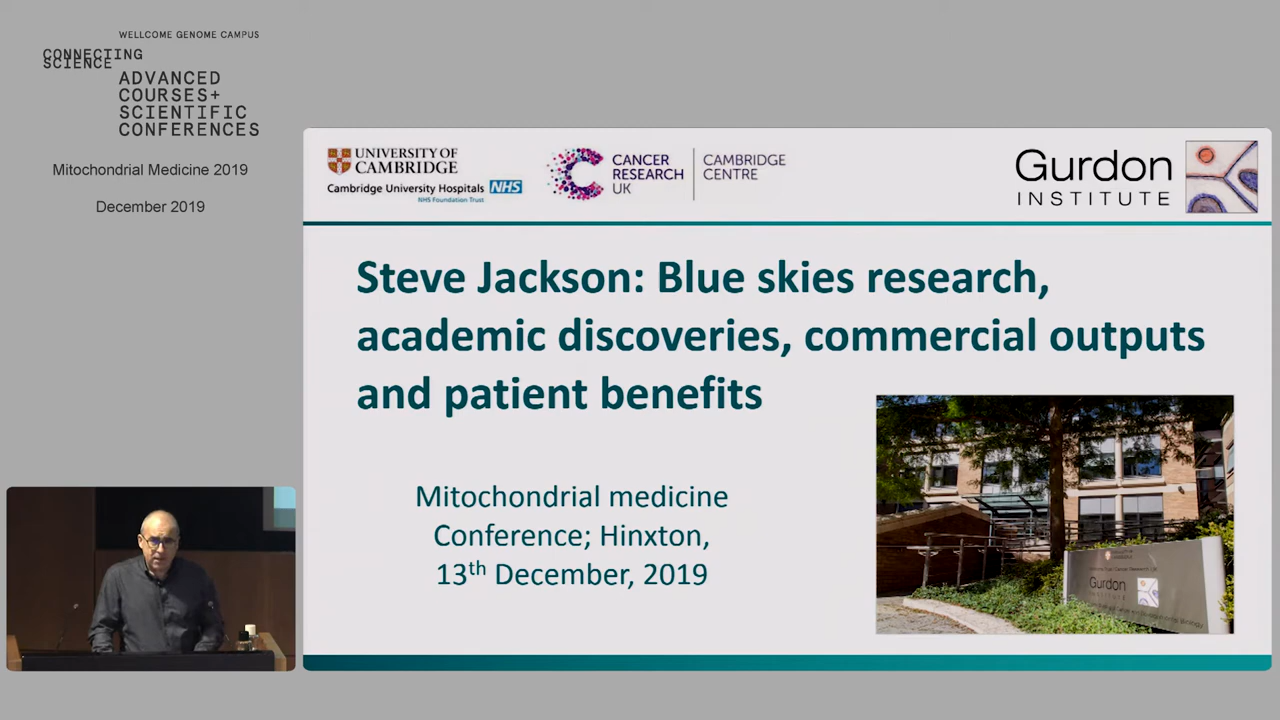 WELLCOME GENOME CAMPUS
CONNECTING
SCIENCE
ADVANCED
COURSES+
SCIENTIFIC
CONFERENCES
Mitochondrial Medicine 2019
December 2019
UNIVERSITY OF
CAMBRIDGE
Cambridge University Hospitals NHS
NHS Foundation Trust
CANCER
RESEARCH
UK
CAMBRIDGE
CENTRE
Gurdon
INSTITUTE
Steve Jackson: Blue skies research,
academic discoveries, commercial outputs
and patient benefits
Mitochondrial medicine
Conference; Hinxton,
13th December, 2019
Gurdon
INSTITUTE